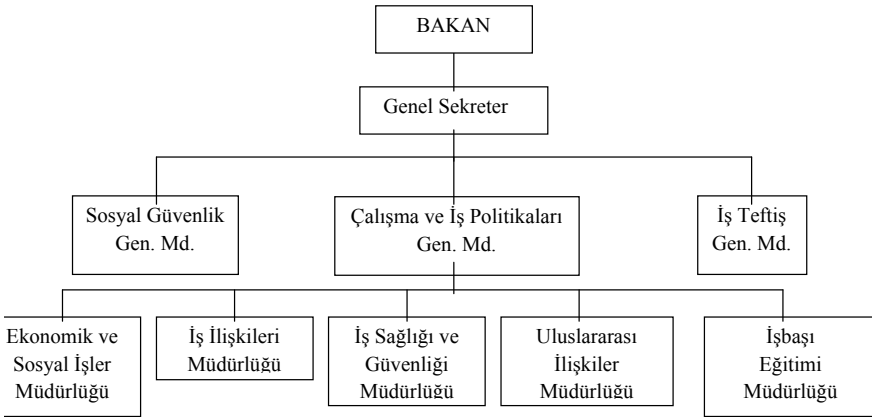 BAKAN
Genel Sekreter
Sosyal Güvenlik
Gen. Md.
Çalışma ve İş Politikaları
Gen. Md.
İş Teftiş
Gen. Md.
Ekonomik ve
Sosyal İşler
Müdürlüğü
İş İlişkileri
Müdürlüğü
İş Sağlığı ve
Güvenliği
Müdürlüğü
Uluslararası
İlişkiler
Müdürlüğü
İşbaşı
Eğitimi
Müdürlüğü